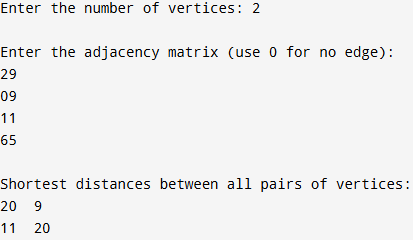 Enter the number of vertices: 2
Enter the adjacency matrix (use 0 for no edge):
29
09
11
65
Shortest distances between all pairs of vertices:
20 9
11 20